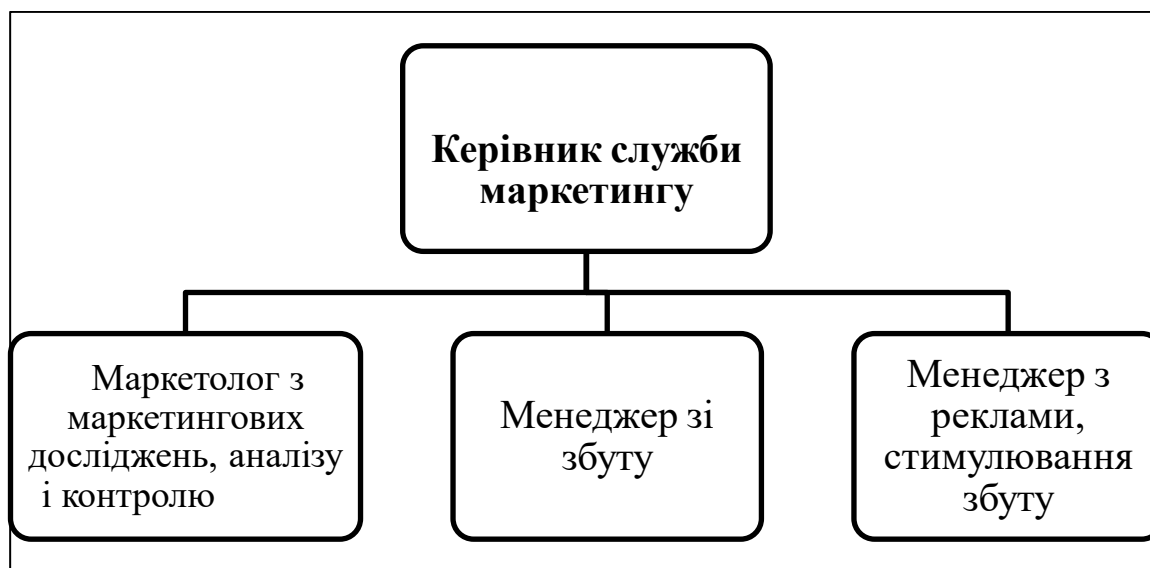 Керівник служби
маркетингу
Маркетолог з
маркетингових
досліджень, аналізу
і контролю
Менеджер зі
збуту
Менеджер з
реклами,
стимулювання
збуту